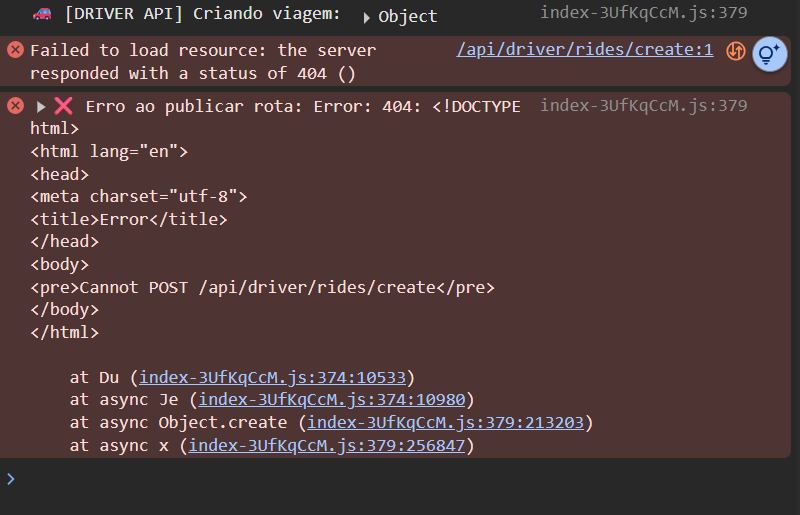 🚗 [DRIVER API] Criando viagem: ▶ Object index-3UfKqCcM.js:379
Failed to load resource: the server /api/driver/rides/create:1
responded with a status of 404 ()
▶ ❌ Erro ao publicar rota: Error: 404: <!DOCTYPE index-3UfKqCcM.js:379
html>
<html lang="en">
<head>
<meta charset="utf-8">
<title>Error</title>
</head>
<body>
<pre>Cannot POST /api/driver/rides/create</pre>
</body>
</html>
at Du (index-3UfKqCcM.js:374:10533)
at async Je (index-3UfKqCcM.js:374:10980)
at async Object.create (index-3UfKqCcM.js:379:213203)
at async x (index-3UfKqCcM.js:379:256847)